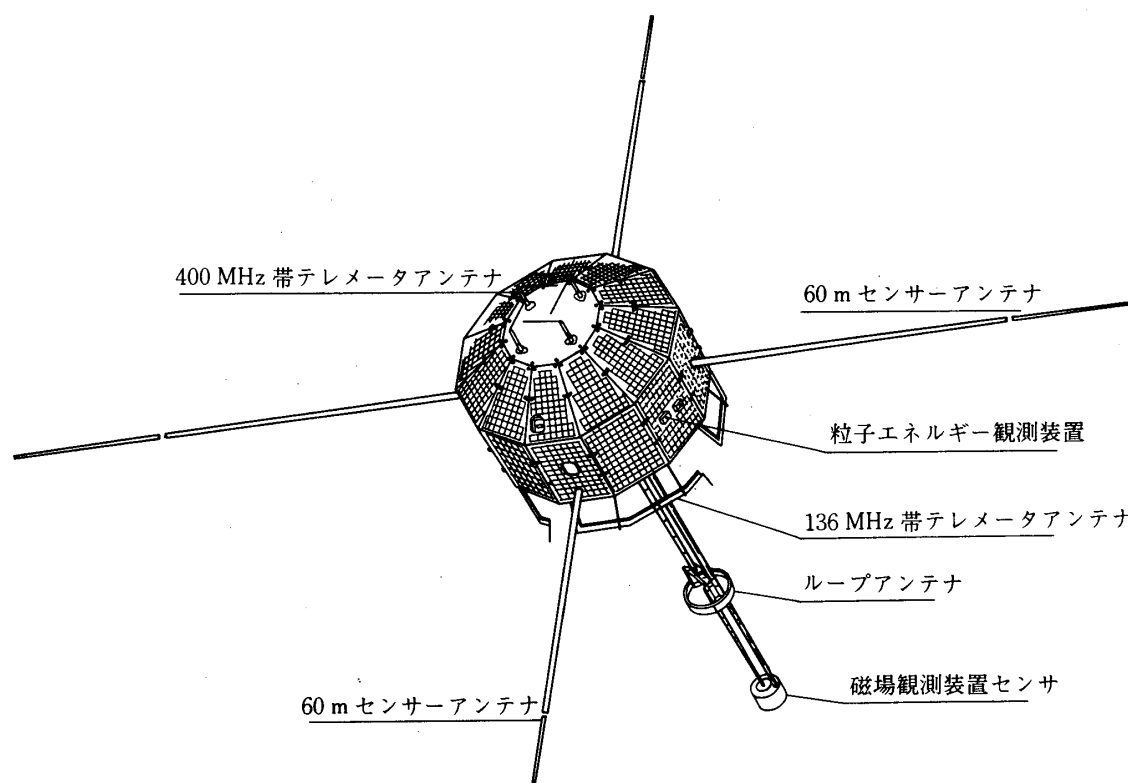 400 MHz 帯テレメータアンテナ
60 m センサーアンテナ
粒子エネルギー観測装置
136 MHz 帯テレメータアンテナ
ループアンテナ
磁場観測装置センサ
60 m センサーアンテナ